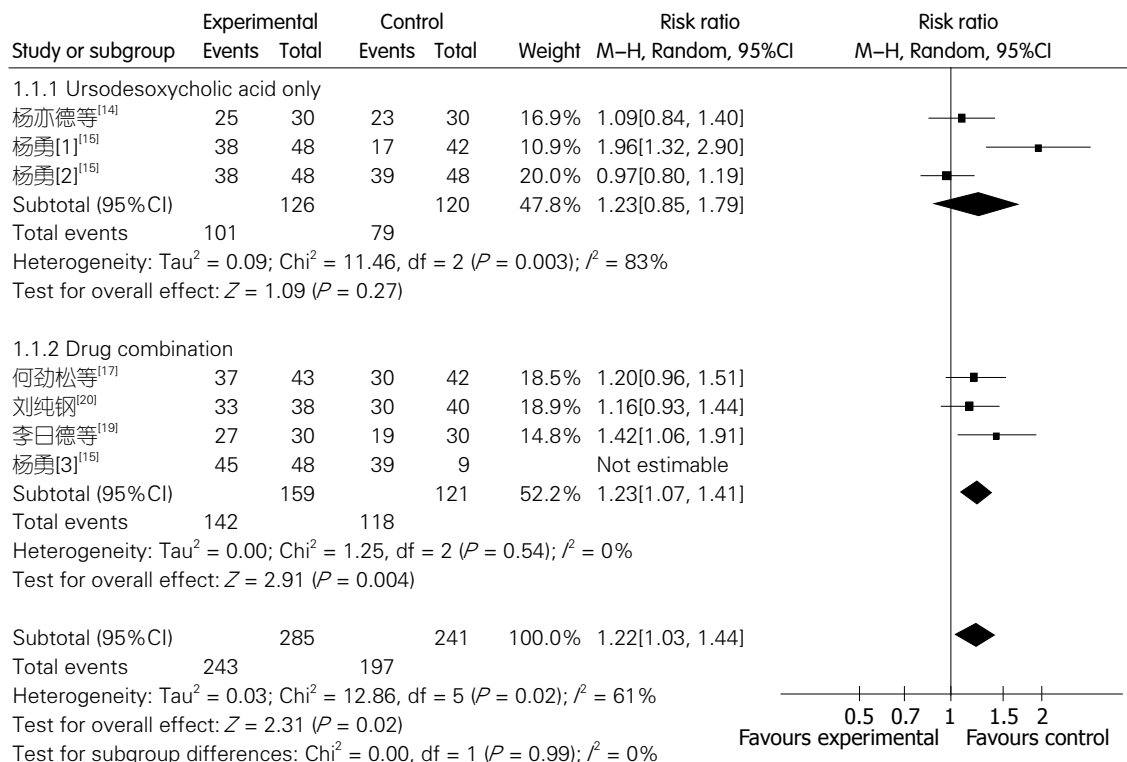 Experimental Control Risk ratio Risk ratio
Study or subgroup Events Total Events Total Weight M–H, Random, 95%CI M–H, Random, 95%CI
1.1.1 Ursodesoxycholic acid only
杨亦德等[14] 25 30 23 30 16.9% 1.09[0.84, 1.40]
杨勇[1][15] 38 48 17 42 10.9% 1.96[1.32, 2.90]
杨勇[2][15] 38 48 39 48 20.0% 0.97[0.80, 1.19]
Subtotal (95%CI) 126 120 47.8% 1.23[0.85, 1.79]
Total events 101 79
Heterogeneity: Tau² = 0.09; Chi² = 11.46, df = 2 (P = 0.003); I² = 83%
Test for overall effect: Z = 1.09 (P = 0.27)
1.1.2 Drug combination
何劲松等[17] 37 43 30 42 18.5% 1.20[0.96, 1.51]
刘纯钢[20] 33 38 30 40 18.9% 1.16[0.93, 1.44]
李日德等[19] 27 30 19 30 14.8% 1.42[1.06, 1.91]
杨勇[3][15] 45 48 39 9 Not estimable
Subtotal (95%CI) 159 121 52.2% 1.23[1.07, 1.41]
Total events 142 118
Heterogeneity: Tau² = 0.00; Chi² = 1.25, df = 2 (P = 0.54); I² = 0%
Test for overall effect: Z = 2.91 (P = 0.004)
Subtotal (95%CI) 285 241 100.0% 1.22[1.03, 1.44]
Total events 243 197
Heterogeneity: Tau² = 0.03; Chi² = 12.86, df = 5 (P = 0.02); I² = 61%
Test for overall effect: Z = 2.31 (P = 0.02)
Test for subgroup differences: Chi² = 0.00, df = 1 (P = 0.99); I² = 0%
0.5 0.7 1 1.5 2
Favours experimental Favours control